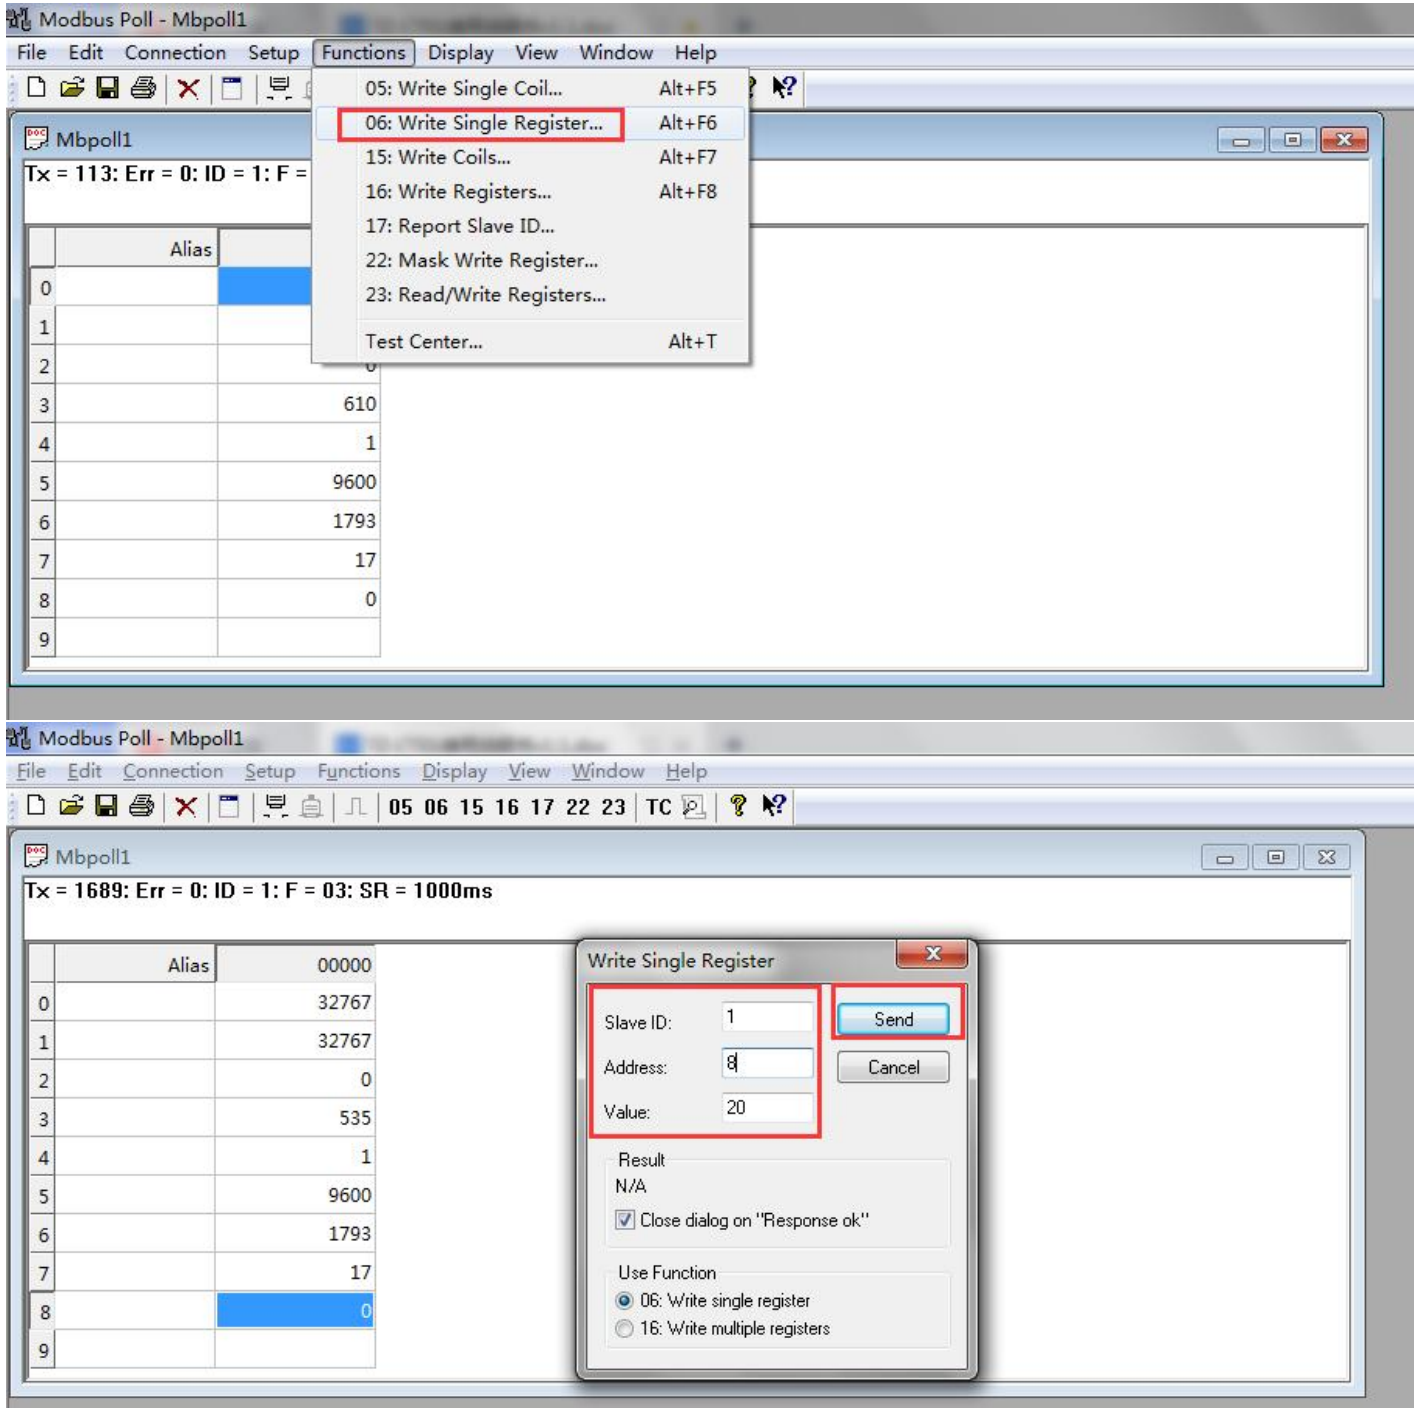 Modbus Poll - Mbpoll1
File Edit Connection Setup Functions Display View Window Help
05: Write Single Coil... Alt+F5
06: Write Single Register... Alt+F6
Mbpoll1
15: Write Coils... Alt+F7
Tx = 113: Err = 0: ID = 1: F =
16: Write Registers... Alt+F8
17: Report Slave ID...
Alias
22: Mask Write Register...
0
23: Read/Write Registers...
1
Test Center... Alt+T
2 0
3 610
4 1
5 9600
6 1793
7 17
8 0
9
Modbus Poll - Mbpoll1
File Edit Connection Setup Functions Display View Window Help
05 06 15 16 17 22 23 TC
Mbpoll1
Tx = 1689: Err = 0: ID = 1: F = 03: SR = 1000ms
Alias 00000
0 32767
1 32767
2 0
3 535
4 1
5 9600
6 1793
7 17
8 0
9
Write Single Register
Slave ID: 1 Send
Address: 8 Cancel
Value: 20
Result
N/A
Close dialog on "Response ok"
Use Function
06: Write single register
16: Write multiple registers